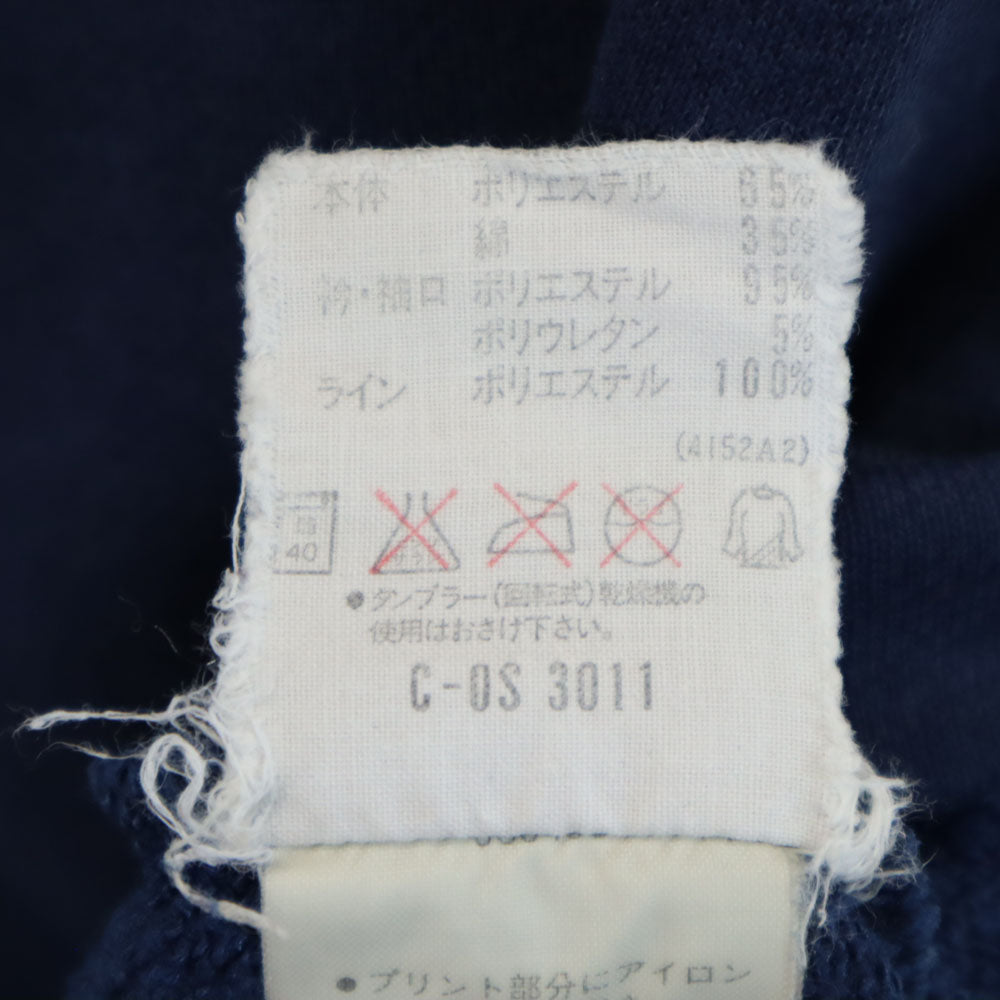 本体 ポリエステル 65%
綿 35%
衿・袖口 ポリエステル 95%
ポリウレタン 5%
ライン ポリエステル 100%
(4152A2)
40
●タンブラー(回転式)乾燥機の
使用はおさけ下さい。
C-OS 3011
●プリント部分にアイロン